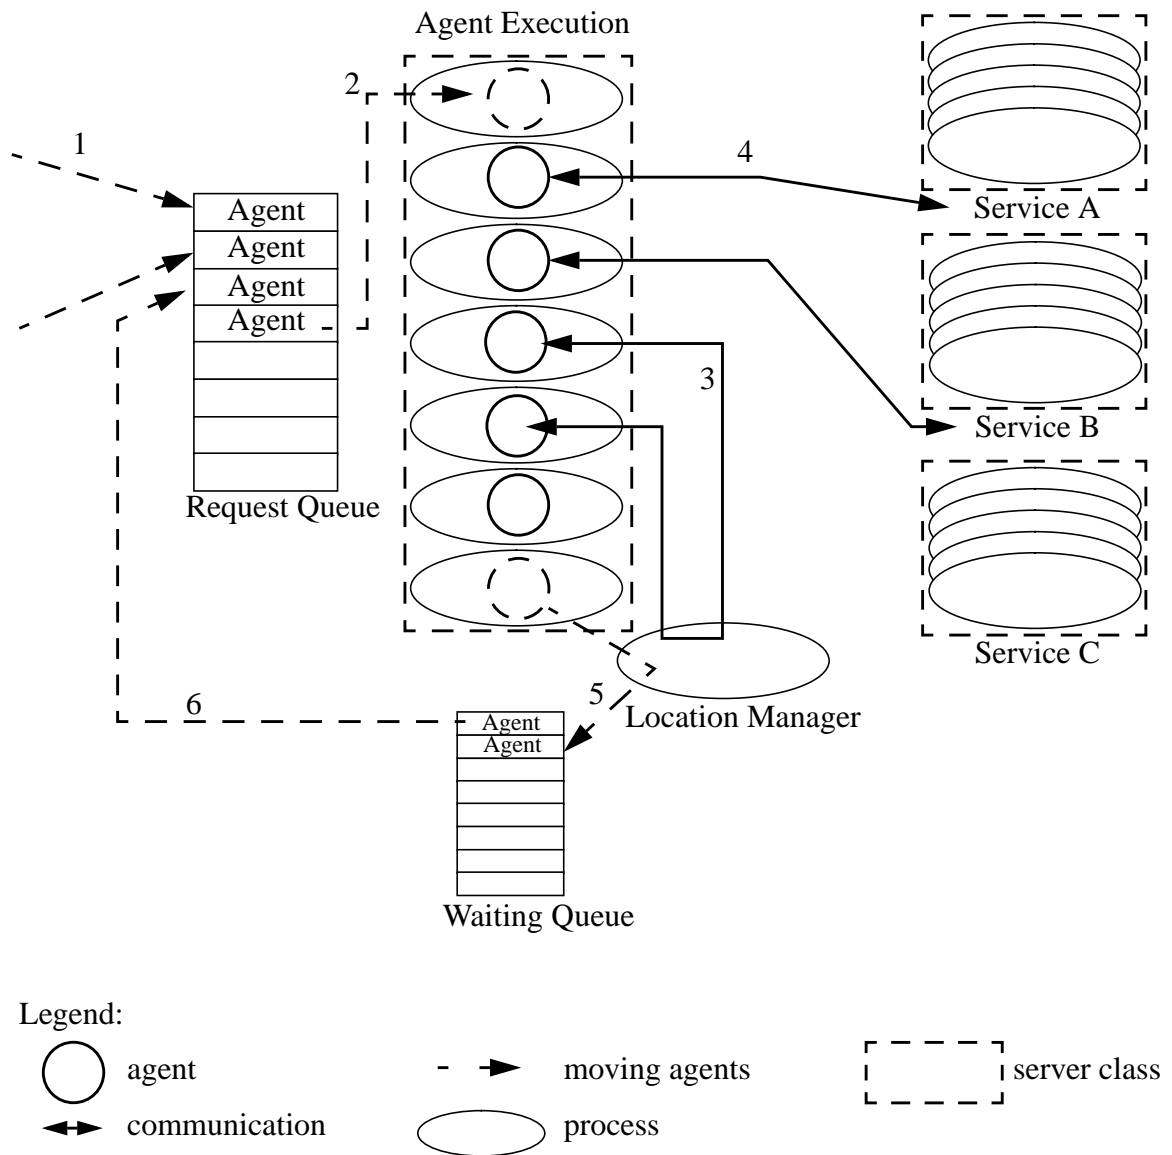 Agent Execution
2
1
4
Agent
Agent
Agent
Agent
Service A
3
Request Queue
Service B
Service C
6
5
Location Manager
Agent
Agent
Waiting Queue
Legend:
agent
moving agents
server class
communication
process